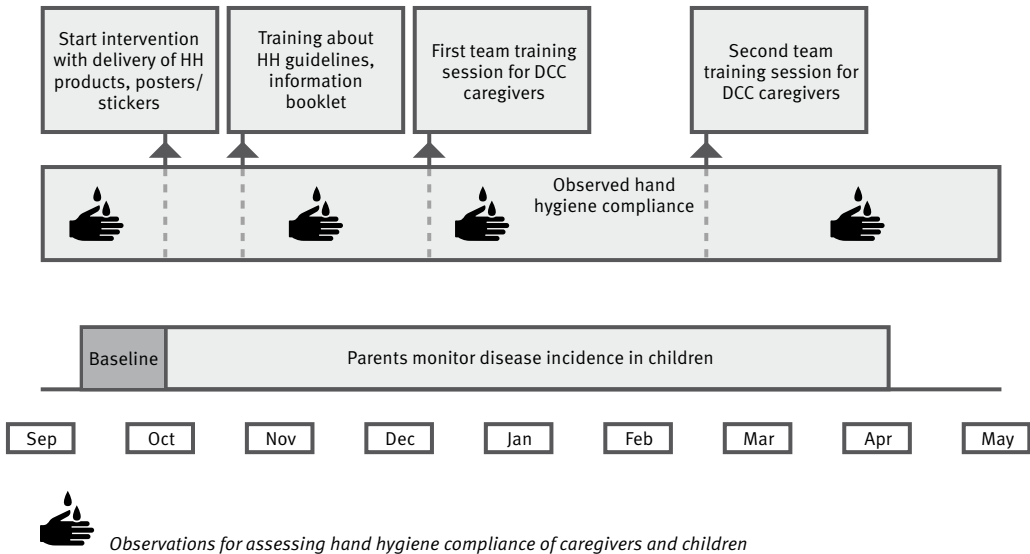 Start intervention
with delivery of HH
products, posters/
stickers
Training about
HH guidelines,
information
booklet
First team training
session for DCC
caregivers
Second team
training session for
DCC caregivers
Observed hand
hygiene compliance
Baseline
Parents monitor disease incidence in children
Sep
Oct
Nov
Dec
Jan
Feb
Mar
Apr
May
Observations for assessing hand hygiene compliance of caregivers and children